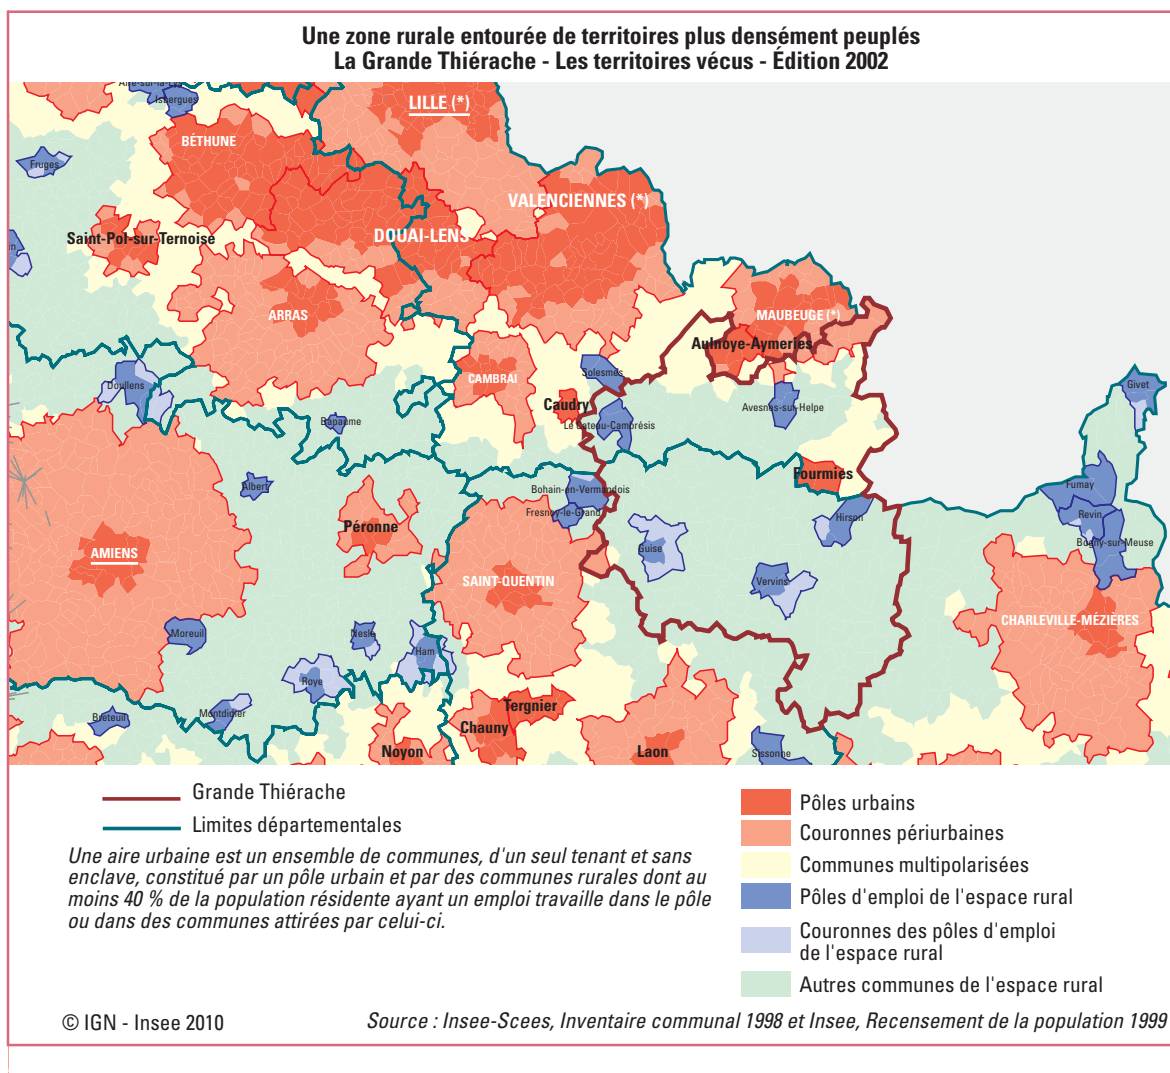 Une zone rurale entourée de territoires plus densément peuplés
La Grande Thiérache - Les territoires vécus - Édition 2002
Isbergues
LILLE (*)
BÉTHUNE
Fruges
VALENCIENNES (*)
Saint-Pol-sur-Ternoise
DOUAI-LENS
ARRAS
MAUBEUGE (*)
Aulnoye-Aymeries
Solesmes
CAMBRAI
Doullens
Givet
Caudry
Avesnes-sur-Helpe
Bapaume
Le Cateau-Cambrésis
Fourmies
Albert
Bohain-en-Vermandois
Fumay
Fresnoy-le-Grand
Revin
Hirson
Péronne
Bogny-sur-Meuse
Guise
AMIENS
SAINT-QUENTIN
Vervins
CHARLEVILLE-MÉZIÈRES
Moreuil
Nesle
Ham
Roye
Tergnier
Montdidier
Breteuil
Chauny
Noyon
Laon
Sissonne
Grande Thiérache
Limites départementales
Une aire urbaine est un ensemble de communes, d'un seul tenant et sans
enclave, constitué par un pôle urbain et par des communes rurales dont au
moins 40 % de la population résidente ayant un emploi travaille dans le pôle
ou dans des communes attirées par celui-ci.
Pôles urbains
Couronnes périurbaines
Communes multipolarisées
Pôles d'emploi de l'espace rural
Couronnes des pôles d'emploi
de l'espace rural
Autres communes de l'espace rural
© IGN - Insee 2010
Source : Insee-Scees, Inventaire communal 1998 et Insee, Recensement de la population 1999